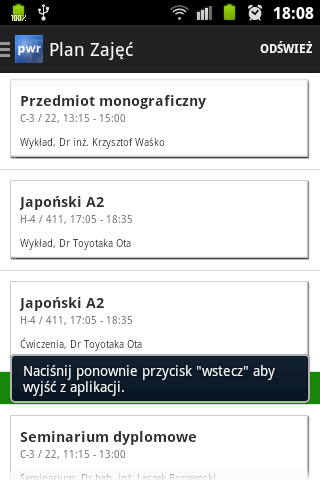 100%
18:08
pwr
Plan Zajęć
ODŚWIEŻ
Przedmiot monograficzny
C-3 / 22, 13:15 - 15:00
Wykład, Dr inż. Krzysztof Waśko
Japoński A2
H-4 / 411, 17:05 - 18:35
Wykład, Dr Toyotaka Ota
Japoński A2
H-4 / 411, 17:05 - 18:35
Ćwiczenia, Dr Toyotaka Ota
Naciśnij ponownie przycisk "wstecz" aby
wyjść z aplikacji.
Seminarium dyplomowe
C-3 / 22, 11:15 - 13:00
Seminarium, Dr hab. inż. Leszek